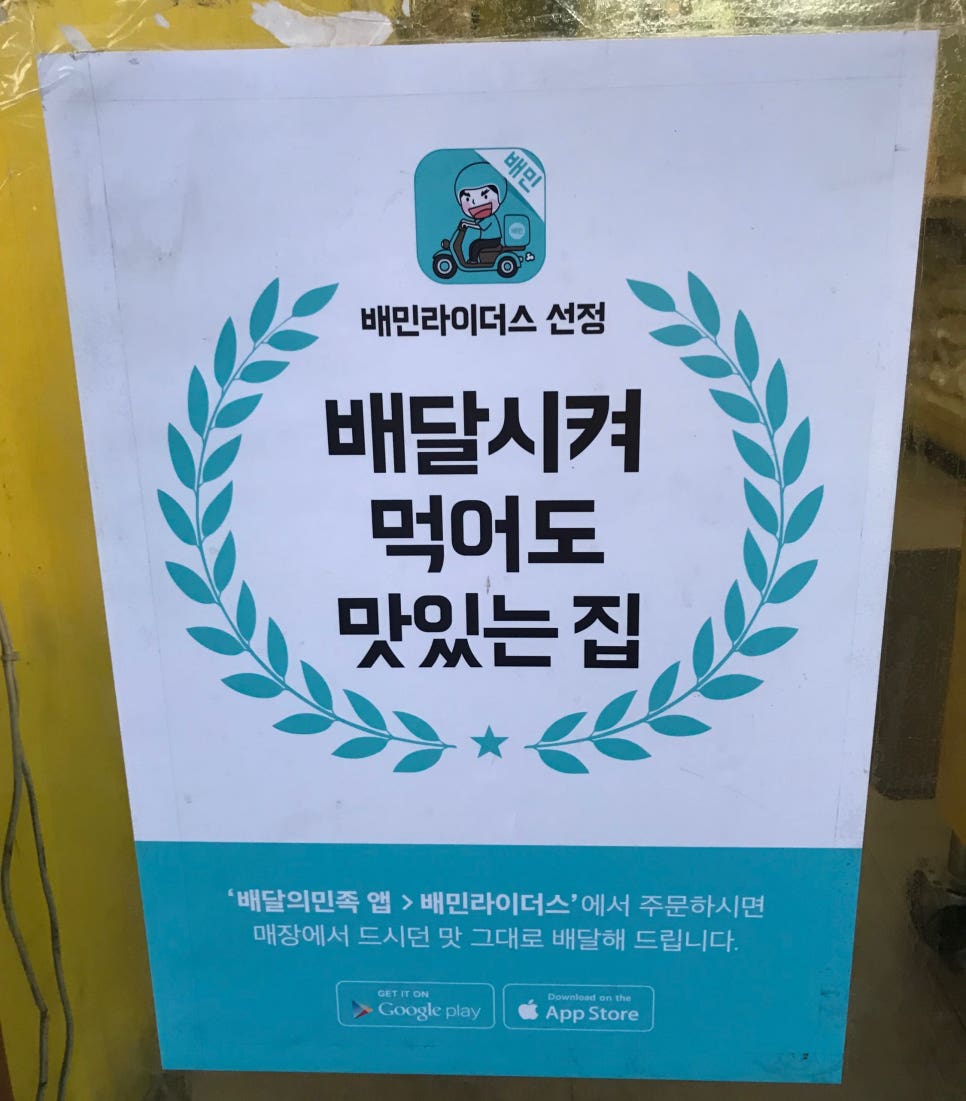 배민
배민
배민라이더스 선정
배달시켜
먹어도
맛있는 집
‘배달의민족 앱 > 배민라이더스’에서 주문하시면
매장에서 드시던 맛 그대로 배달해 드립니다.
GET IT ON
Google play
Download on the
App Store